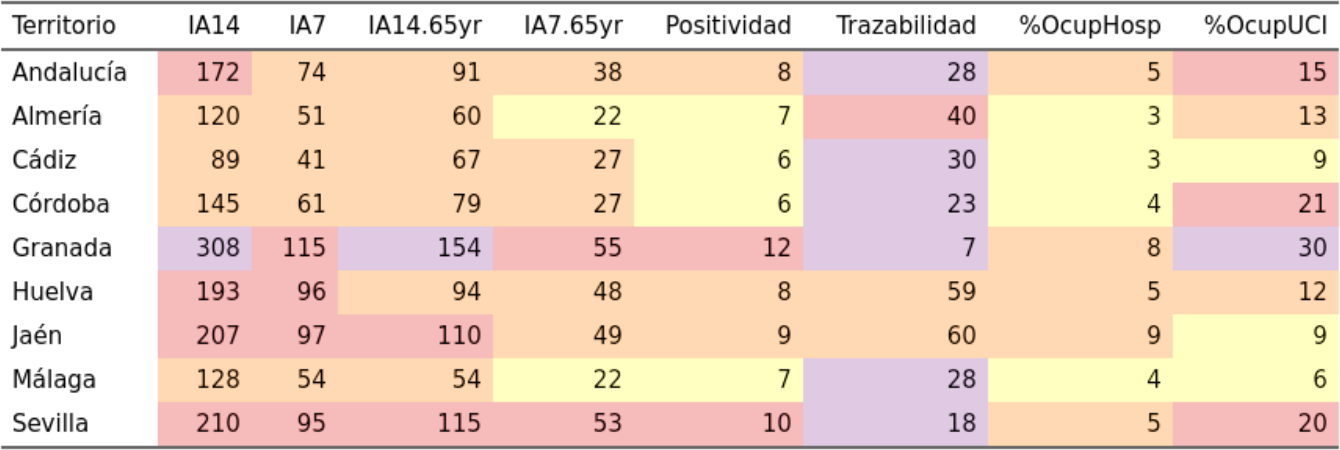 Territorio IA14 IA7 IA14.65yr IA7.65yr Positividad Trazabilidad %OcupHosp %OcupUCI
Andalucía 172 74 91 38 8 28 5 15
Almería 120 51 60 22 7 40 3 13
Cádiz 89 41 67 27 6 30 3 9
Córdoba 145 61 79 27 6 23 4 21
Granada 308 115 154 55 12 7 8 30
Huelva 193 96 94 48 8 59 5 12
Jaén 207 97 110 49 9 60 9 9
Málaga 128 54 54 22 7 28 4 6
Sevilla 210 95 115 53 10 18 5 20